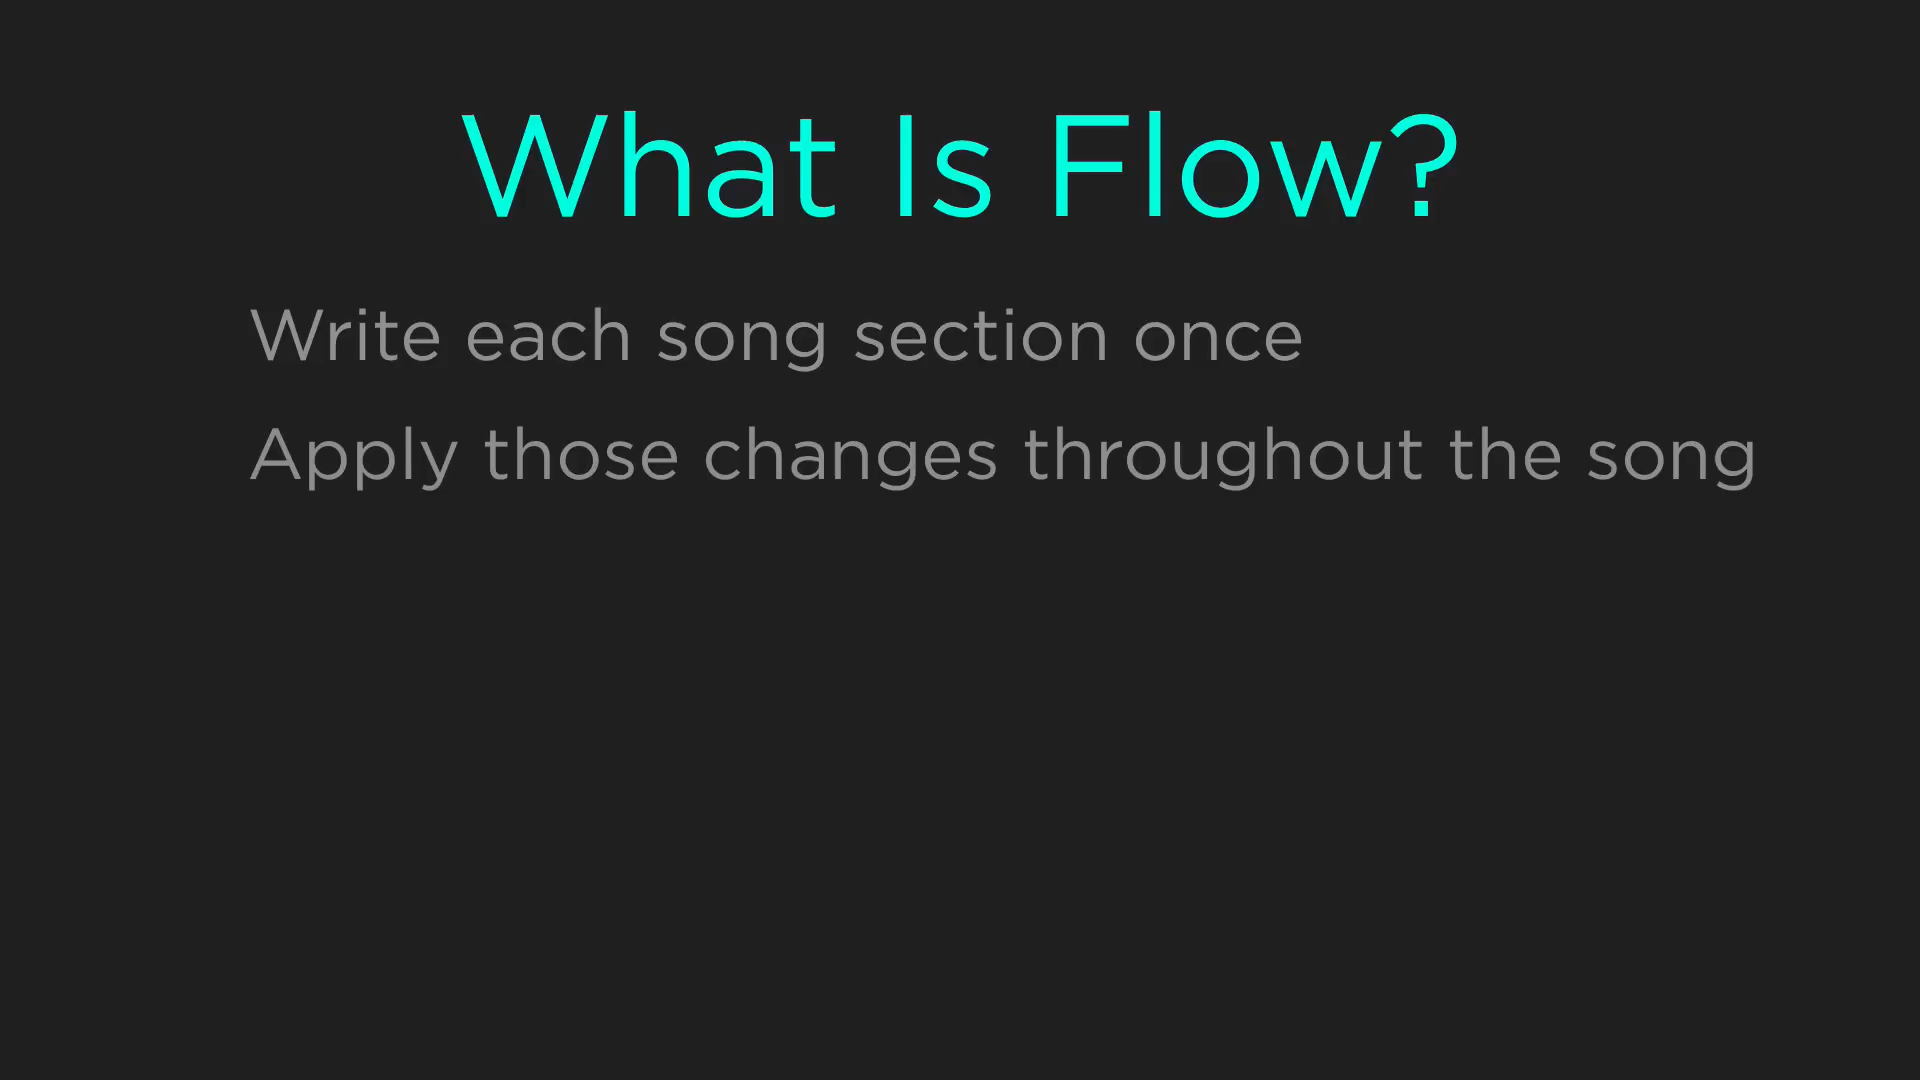 What Is Flow?
Write each song section once
Apply those changes throughout the song